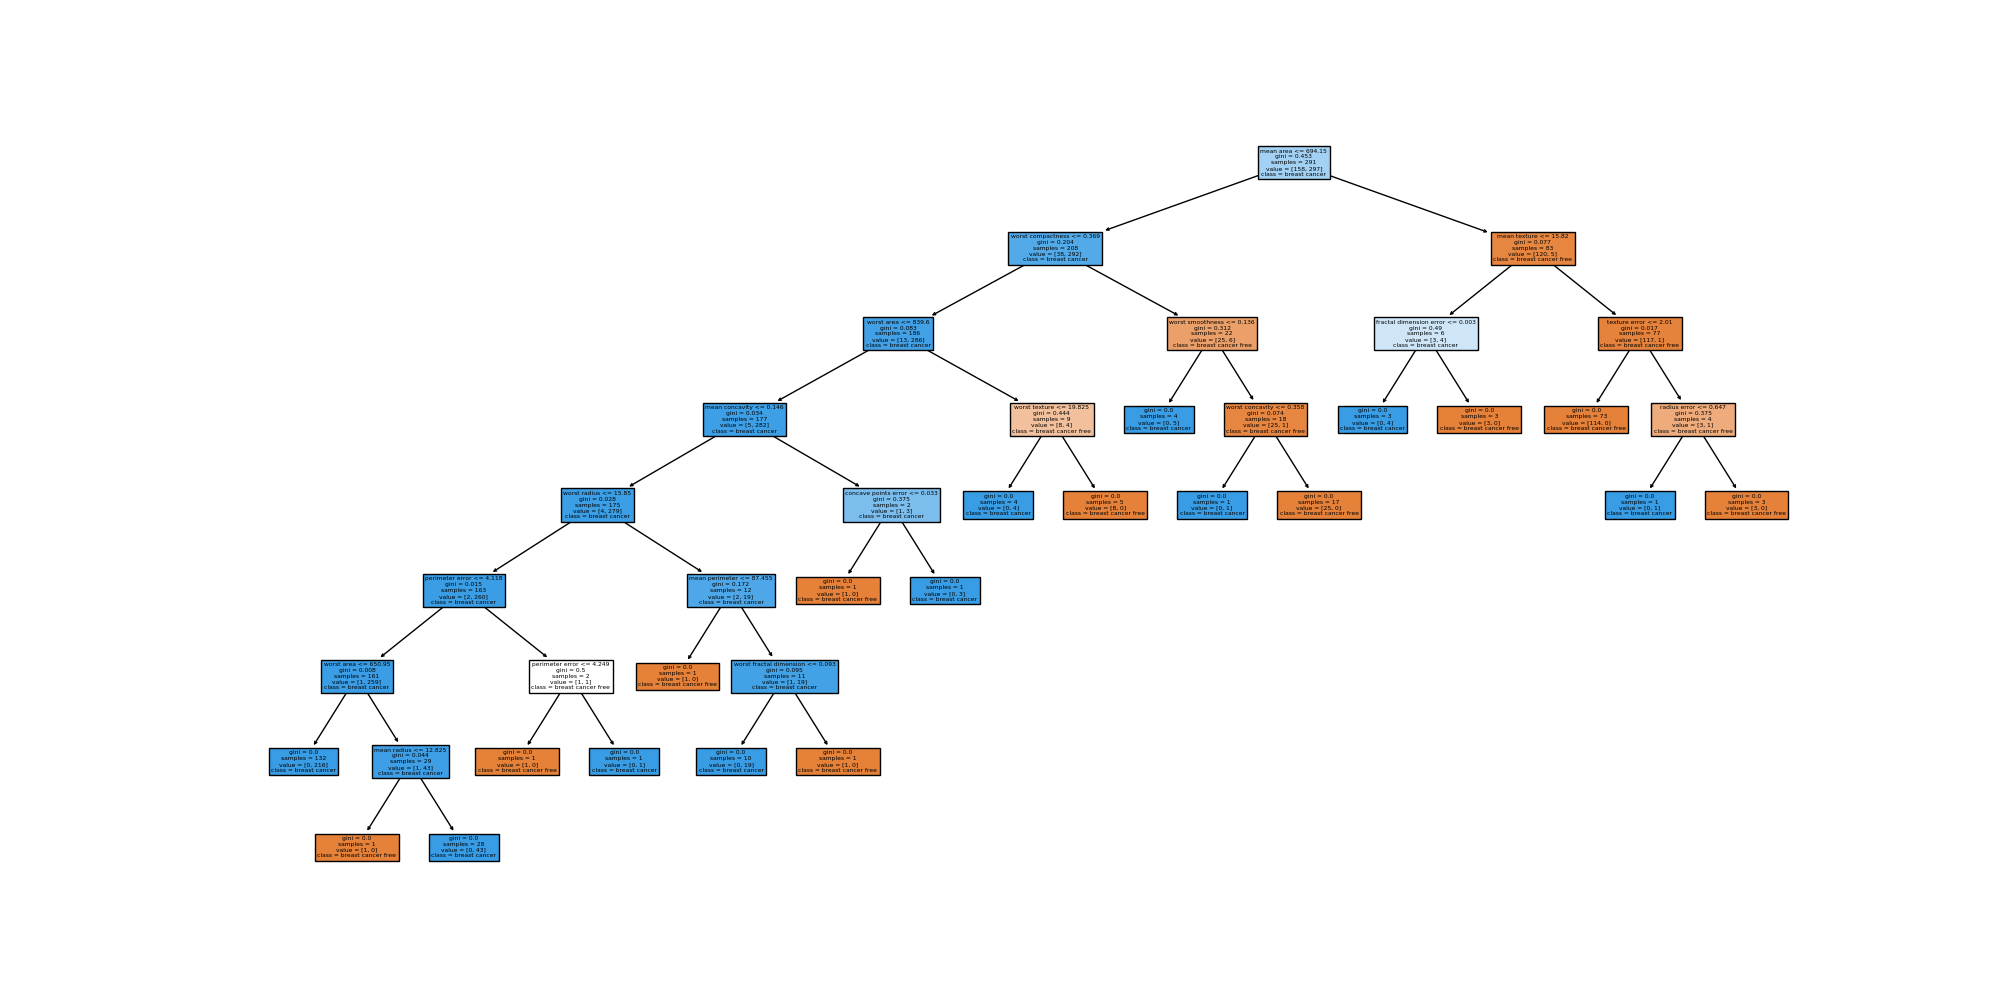 mean area <= 694.15
gini = 0.453
samples = 291
value = [158, 297]
class = breast cancer
worst compactness <= 0.369
gini = 0.204
samples = 208
value = [38, 292]
class = breast cancer
mean texture <= 15.82
gini = 0.077
samples = 83
value = [120, 5]
class = breast cancer free
worst area <= 839.6
gini = 0.083
samples = 186
value = [13, 286]
class = breast cancer
worst smoothness <= 0.136
gini = 0.312
samples = 22
value = [25, 6]
class = breast cancer free
fractal dimension error <= 0.003
gini = 0.49
samples = 6
value = [3, 4]
class = breast cancer
texture error <= 2.01
gini = 0.017
samples = 77
value = [117, 1]
class = breast cancer free
mean concavity <= 0.146
gini = 0.034
samples = 177
value = [5, 282]
class = breast cancer
worst texture <= 19.825
gini = 0.444
samples = 9
value = [8, 4]
class = breast cancer free
gini = 0.0
samples = 4
value = [0, 5]
class = breast cancer
worst concavity <= 0.358
gini = 0.074
samples = 18
value = [25, 1]
class = breast cancer free
gini = 0.0
samples = 3
value = [0, 4]
class = breast cancer
gini = 0.0
samples = 3
value = [3, 0]
class = breast cancer free
gini = 0.0
samples = 73
value = [114, 0]
class = breast cancer free
radius error <= 0.647
gini = 0.375
samples = 4
value = [3, 1]
class = breast cancer free
worst radius <= 15.85
gini = 0.028
samples = 175
value = [4, 279]
class = breast cancer
concave points error <= 0.033
gini = 0.375
samples = 2
value = [1, 3]
class = breast cancer
gini = 0.0
samples = 4
value = [0, 4]
class = breast cancer
gini = 0.0
samples = 5
value = [8, 0]
class = breast cancer free
gini = 0.0
samples = 1
value = [0, 1]
class = breast cancer
gini = 0.0
samples = 17
value = [25, 0]
class = breast cancer free
gini = 0.0
samples = 1
value = [0, 1]
class = breast cancer
gini = 0.0
samples = 3
value = [3, 0]
class = breast cancer free
perimeter error <= 4.118
gini = 0.015
samples = 163
value = [2, 260]
class = breast cancer
mean perimeter <= 87.455
gini = 0.172
samples = 12
value = [2, 19]
class = breast cancer
gini = 0.0
samples = 1
value = [1, 0]
class = breast cancer free
gini = 0.0
samples = 1
value = [0, 3]
class = breast cancer
worst area <= 650.95
gini = 0.008
samples = 161
value = [1, 259]
class = breast cancer
perimeter error <= 4.249
gini = 0.5
samples = 2
value = [1, 1]
class = breast cancer free
gini = 0.0
samples = 1
value = [1, 0]
class = breast cancer free
worst fractal dimension <= 0.093
gini = 0.095
samples = 11
value = [1, 19]
class = breast cancer
gini = 0.0
samples = 132
value = [0, 216]
class = breast cancer
mean radius <= 12.825
gini = 0.044
samples = 29
value = [1, 43]
class = breast cancer
gini = 0.0
samples = 1
value = [1, 0]
class = breast cancer free
gini = 0.0
samples = 1
value = [0, 1]
class = breast cancer
gini = 0.0
samples = 10
value = [0, 19]
class = breast cancer
gini = 0.0
samples = 1
value = [1, 0]
class = breast cancer free
gini = 0.0
samples = 1
value = [1, 0]
class = breast cancer free
gini = 0.0
samples = 28
value = [0, 43]
class = breast cancer